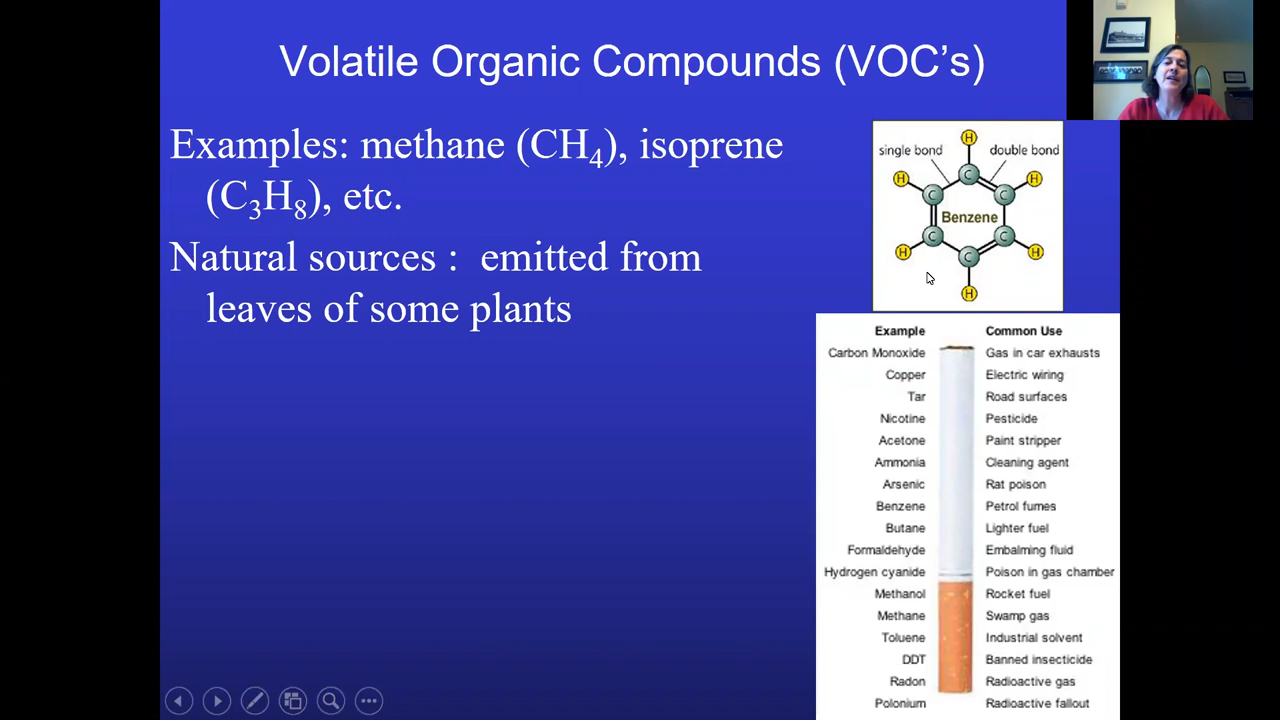 Volatile Organic Compounds (VOC’s)
Examples: methane (CH₄), isoprene
(C₃H₈), etc.
Natural sources : emitted from
leaves of some plants
single bond
double bond
H
H
C
H
C
C
Benzene
C
C
H
C
H
H
Example Common Use
Carbon Monoxide Gas in car exhausts
Copper Electric wiring
Tar Road surfaces
Nicotine Pesticide
Acetone Paint stripper
Ammonia Cleaning agent
Arsenic Rat poison
Benzene Petrol fumes
Butane Lighter fuel
Formaldehyde Embalming fluid
Hydrogen cyanide Poison in gas chamber
Methanol Rocket fuel
Methane Swamp gas
Toluene Industrial solvent
DDT Banned insecticide
Radon Radioactive gas
Polonium Radioactive fallout